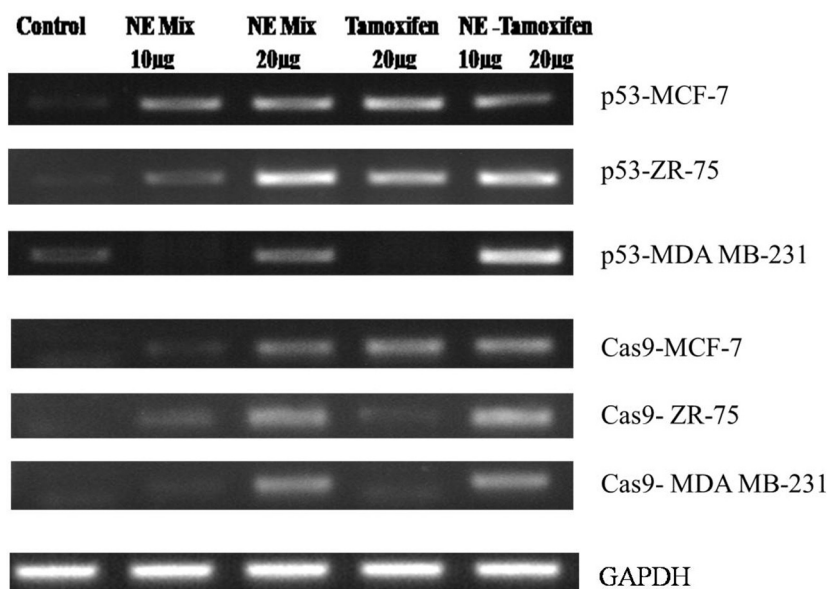 Control NE Mix NE Mix Tamoxifen NE -Tamoxifen
10µg 20µg 20µg 10µg 20µg
p53-MCF-7
p53-ZR-75
p53-MDA MB-231
Cas9-MCF-7
Cas9- ZR-75
Cas9- MDA MB-231
GAPDH